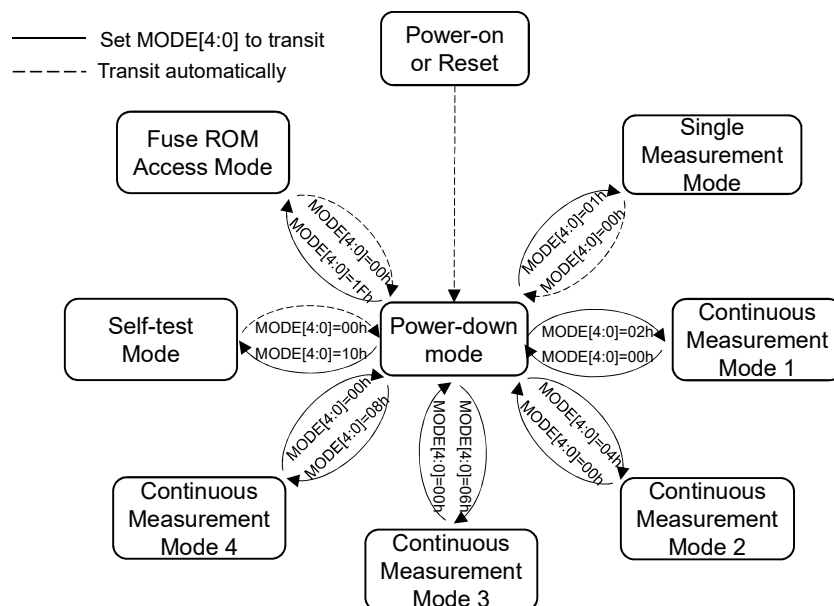 Set MODE[4:0] to transit
Transit automatically
Power-on
or Reset
Fuse ROM
Access Mode
Single
Measurement
Mode
MODE[4:0]=00h
MODE[4:0]=1Fh
MODE[4:0]=01h
MODE[4:0]=00h
Self-test
Mode
MODE[4:0]=00h
MODE[4:0]=10h
Power-down
mode
MODE[4:0]=02h
MODE[4:0]=00h
Continuous
Measurement
Mode 1
MODE[4:0]=00h
MODE[4:0]=08h
MODE[4:0]=00h
MODE[4:0]=06h
MODE[4:0]=04h
MODE[4:0]=00h
Continuous
Measurement
Mode 4
Continuous
Measurement
Mode 3
Continuous
Measurement
Mode 2